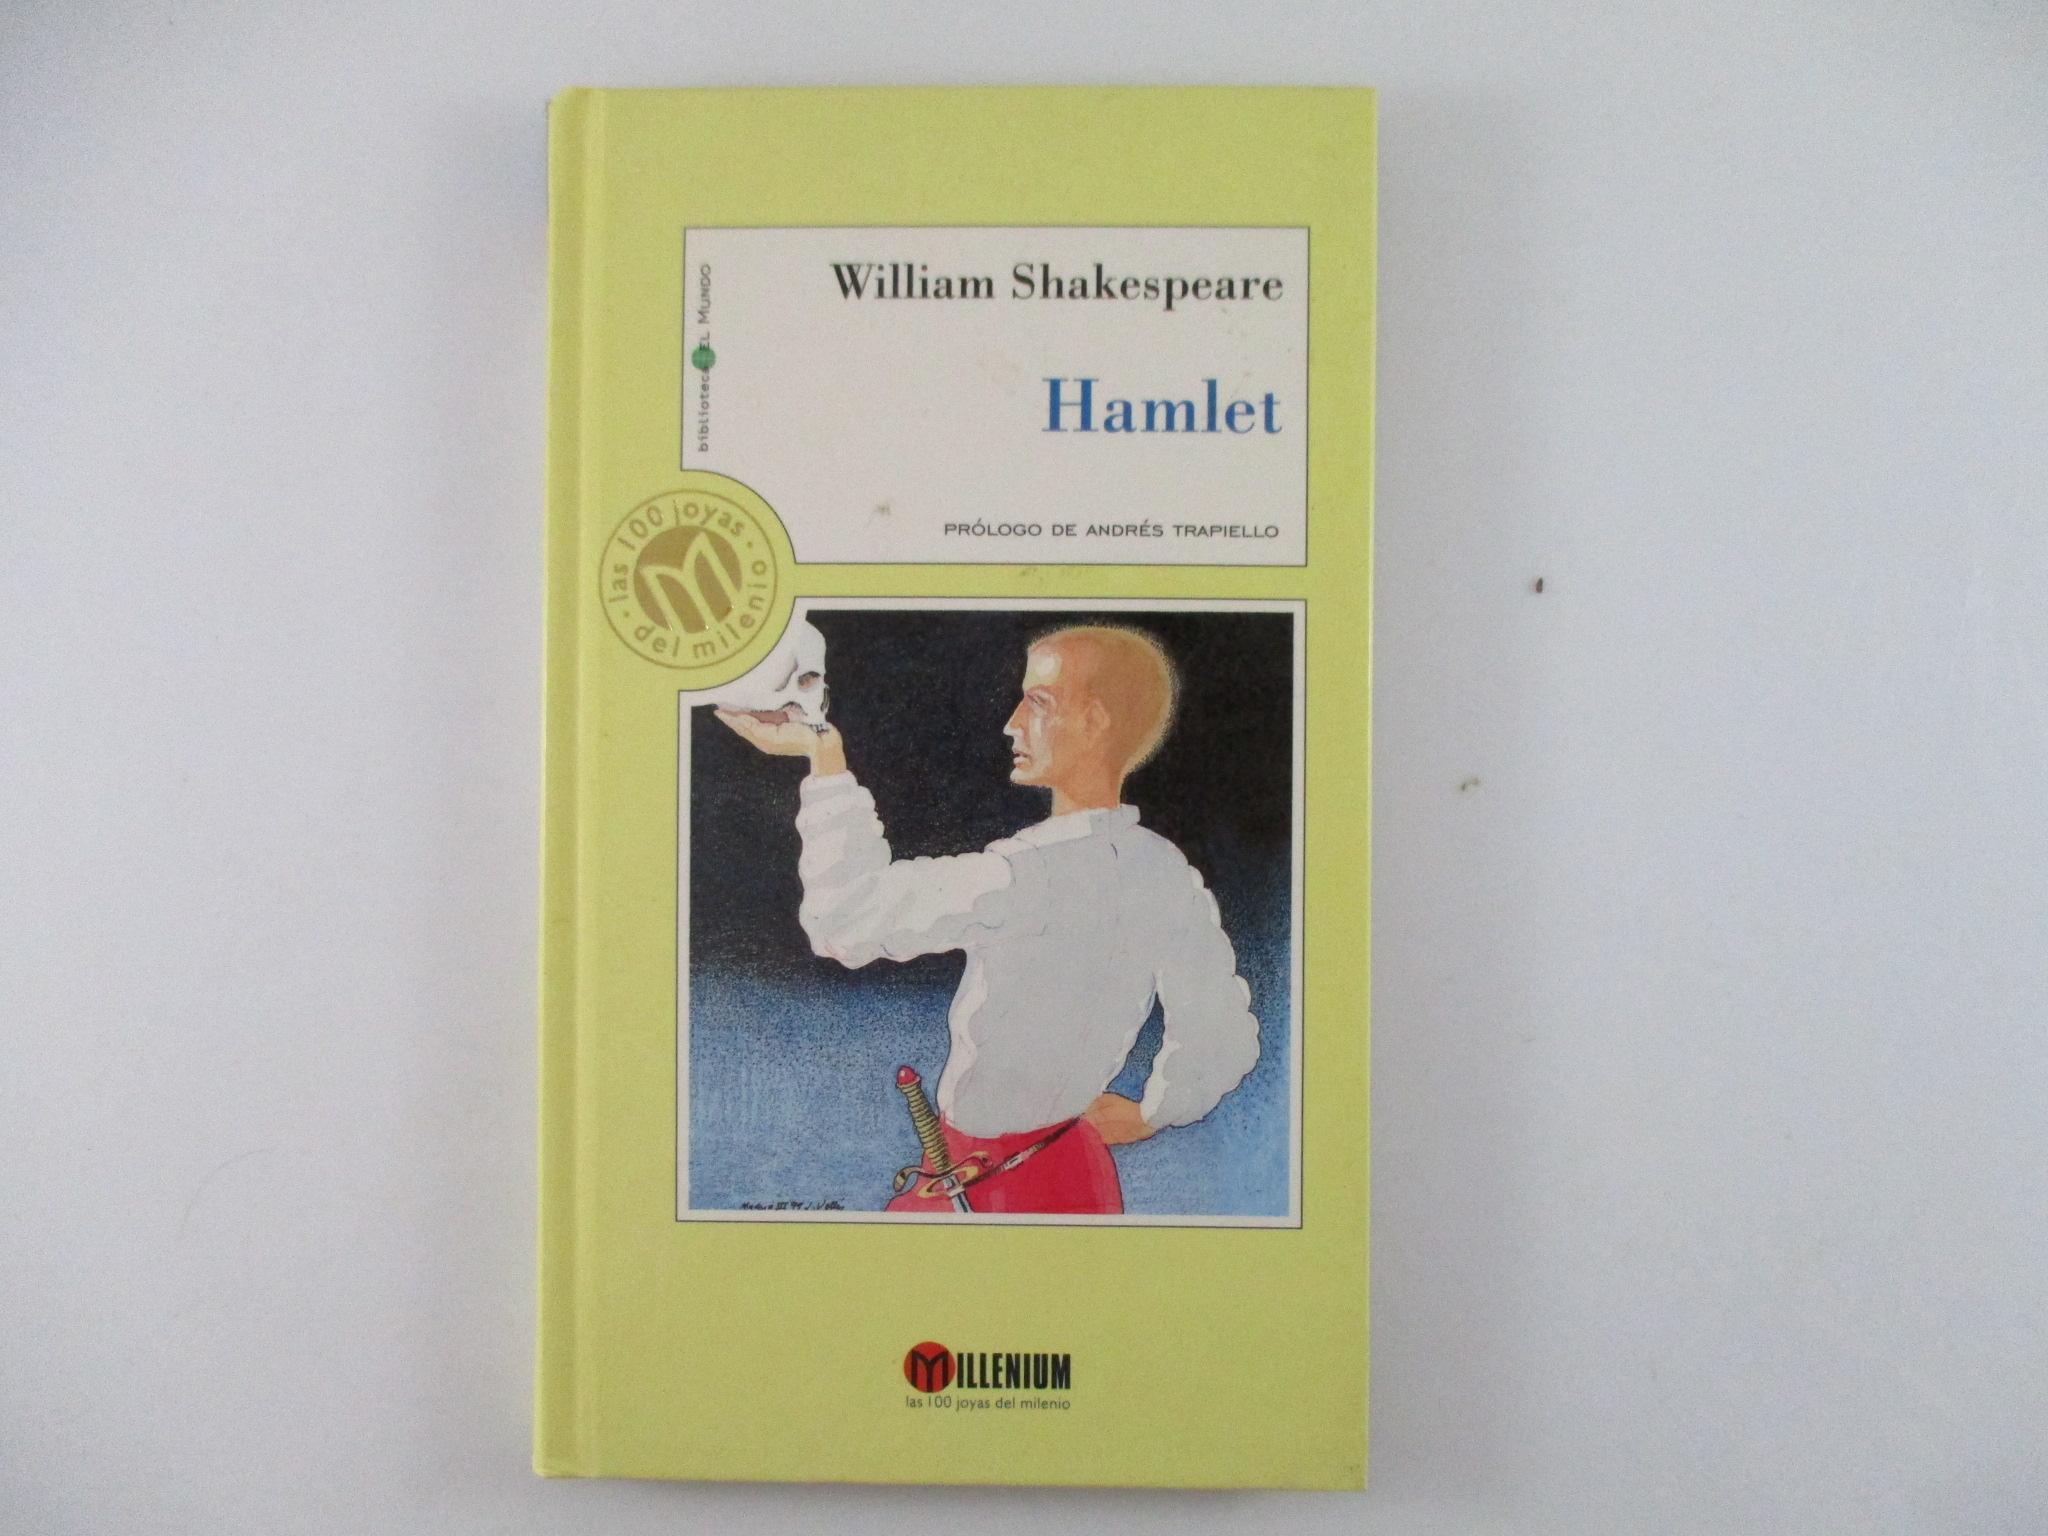 William Shakespeare
Hamlet
PRÓLOGO DE ANDRÉS TRAPIELLO
biblioteca EL MUNDO
· las 100 joyas ·
del milenio
MILLENIUM
las 100 joyas del milenio